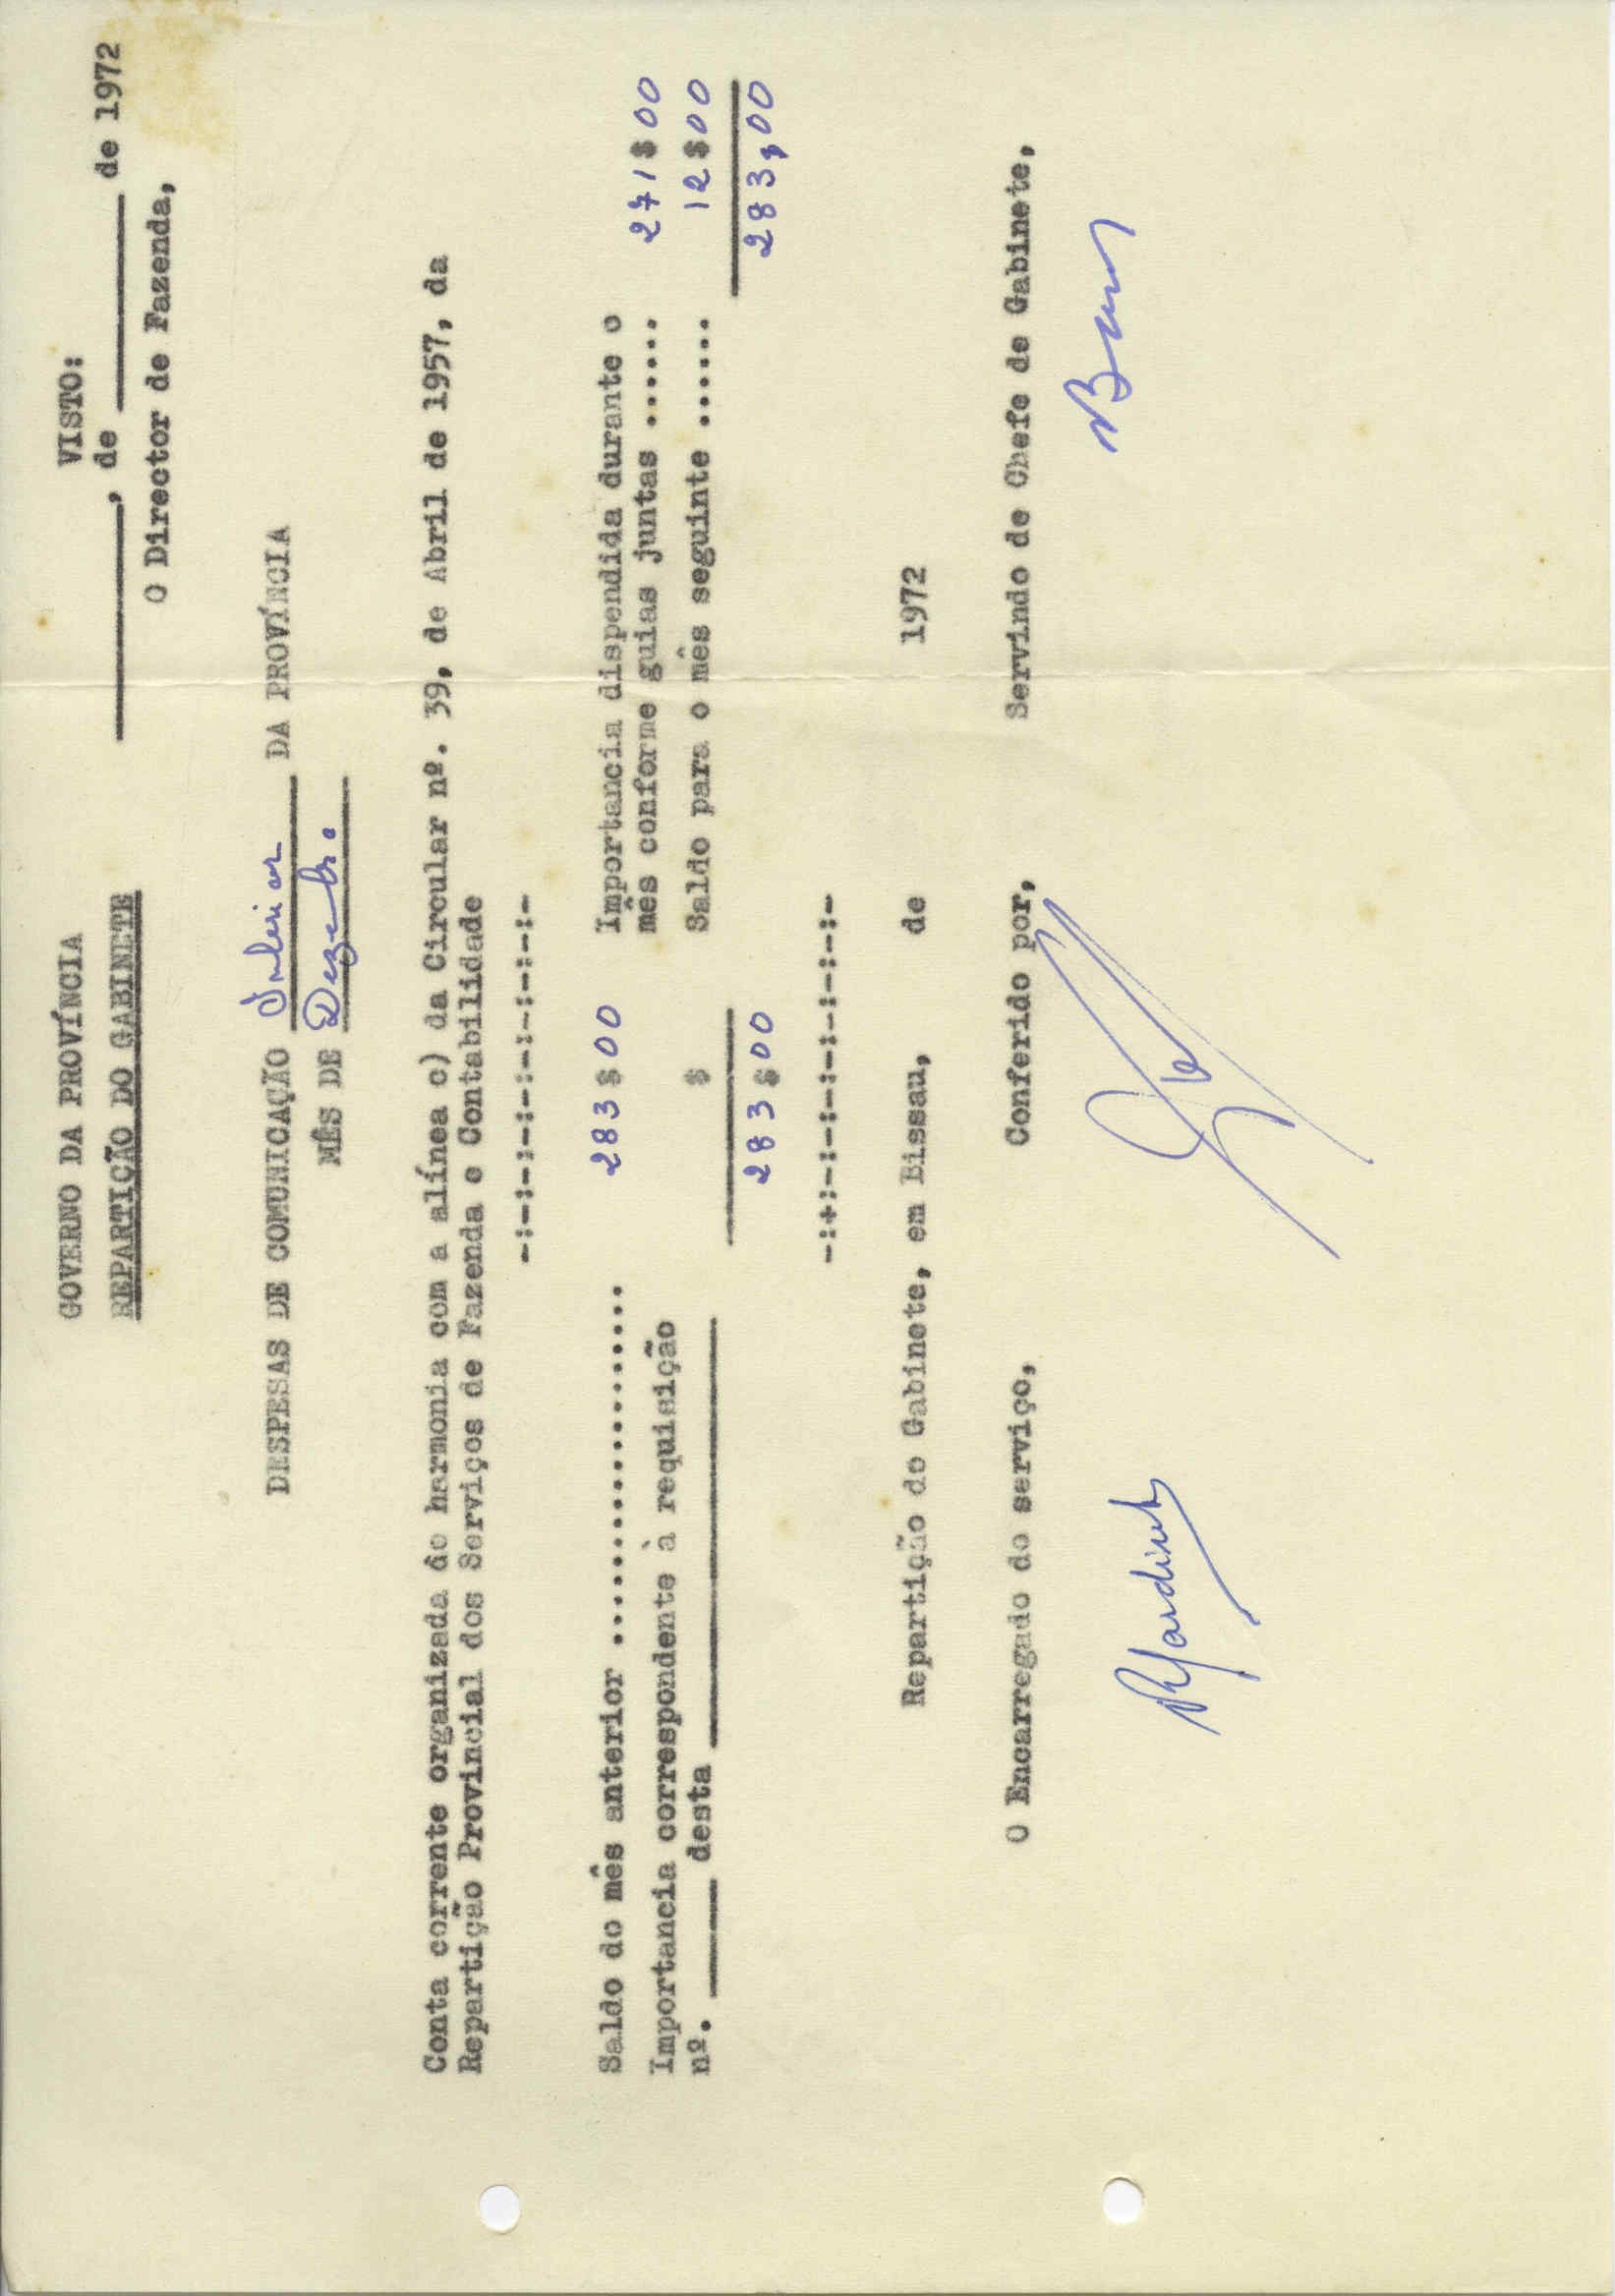 GOVERNO DA PROVÍNCIA
REPARTIÇÃO DO GABINETE
VISTO:
, de de 1972
O Director de Fazenda,
DESPESAS DE COMUNICAÇÃO Interior DA PROVÍNCIA
MÊS DE Dezebr.
Conta corrente organizada de harmonia com a alínea c) da Circular nº. 39, de Abril de 1957, da
Repartição Provincial dos Serviços de Fazenda e Contabilidade
-:-:-:-:-:-:-:-:-:-
Saldo do mês anterior ...................... 283$00
Importancia correspondente à requisição
nº. desta $
283$00
Importancia dispendida durante o
mês conforme guias juntas ...... 271$00
Saldo para o mês seguinte ...... 12$00
283,00
-:+:-:-:-:-:-:-:-:-:-
Repartição do Gabinete, em Bissau, de 1972
O Encarregado do serviço,
Conferido por,
Servindo de Chefe de Gabinete,